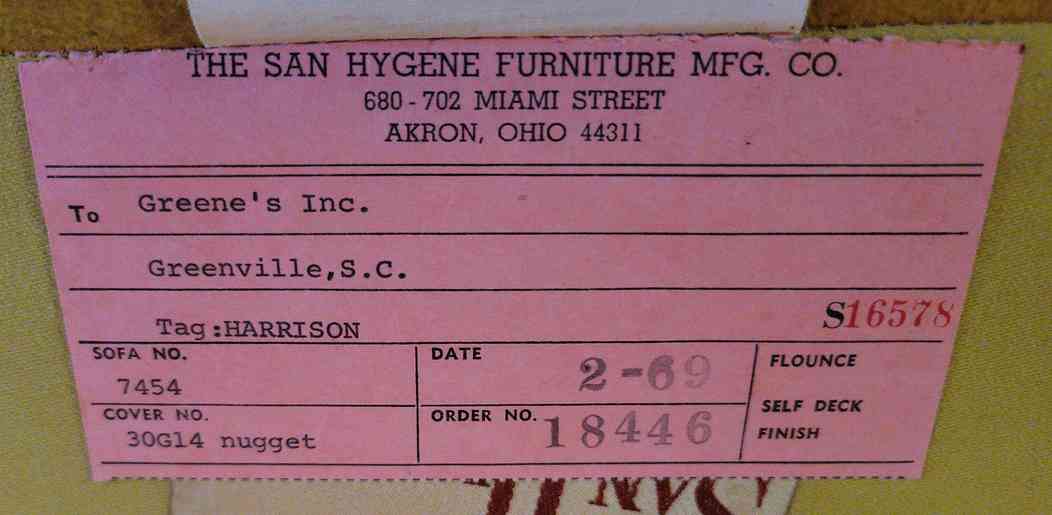 THE SAN HYGENE FURNITURE MFG. CO.
680-702 MIAMI STREET
AKRON, OHIO 44311
To Greene's Inc.
Greenville,S.C.
Tag:HARRISON S16578
SOFA NO. 7454
DATE 2-69
FLOUNCE
COVER NO. 30G14 nugget
ORDER NO. 18446
SELF DECK
FINISH